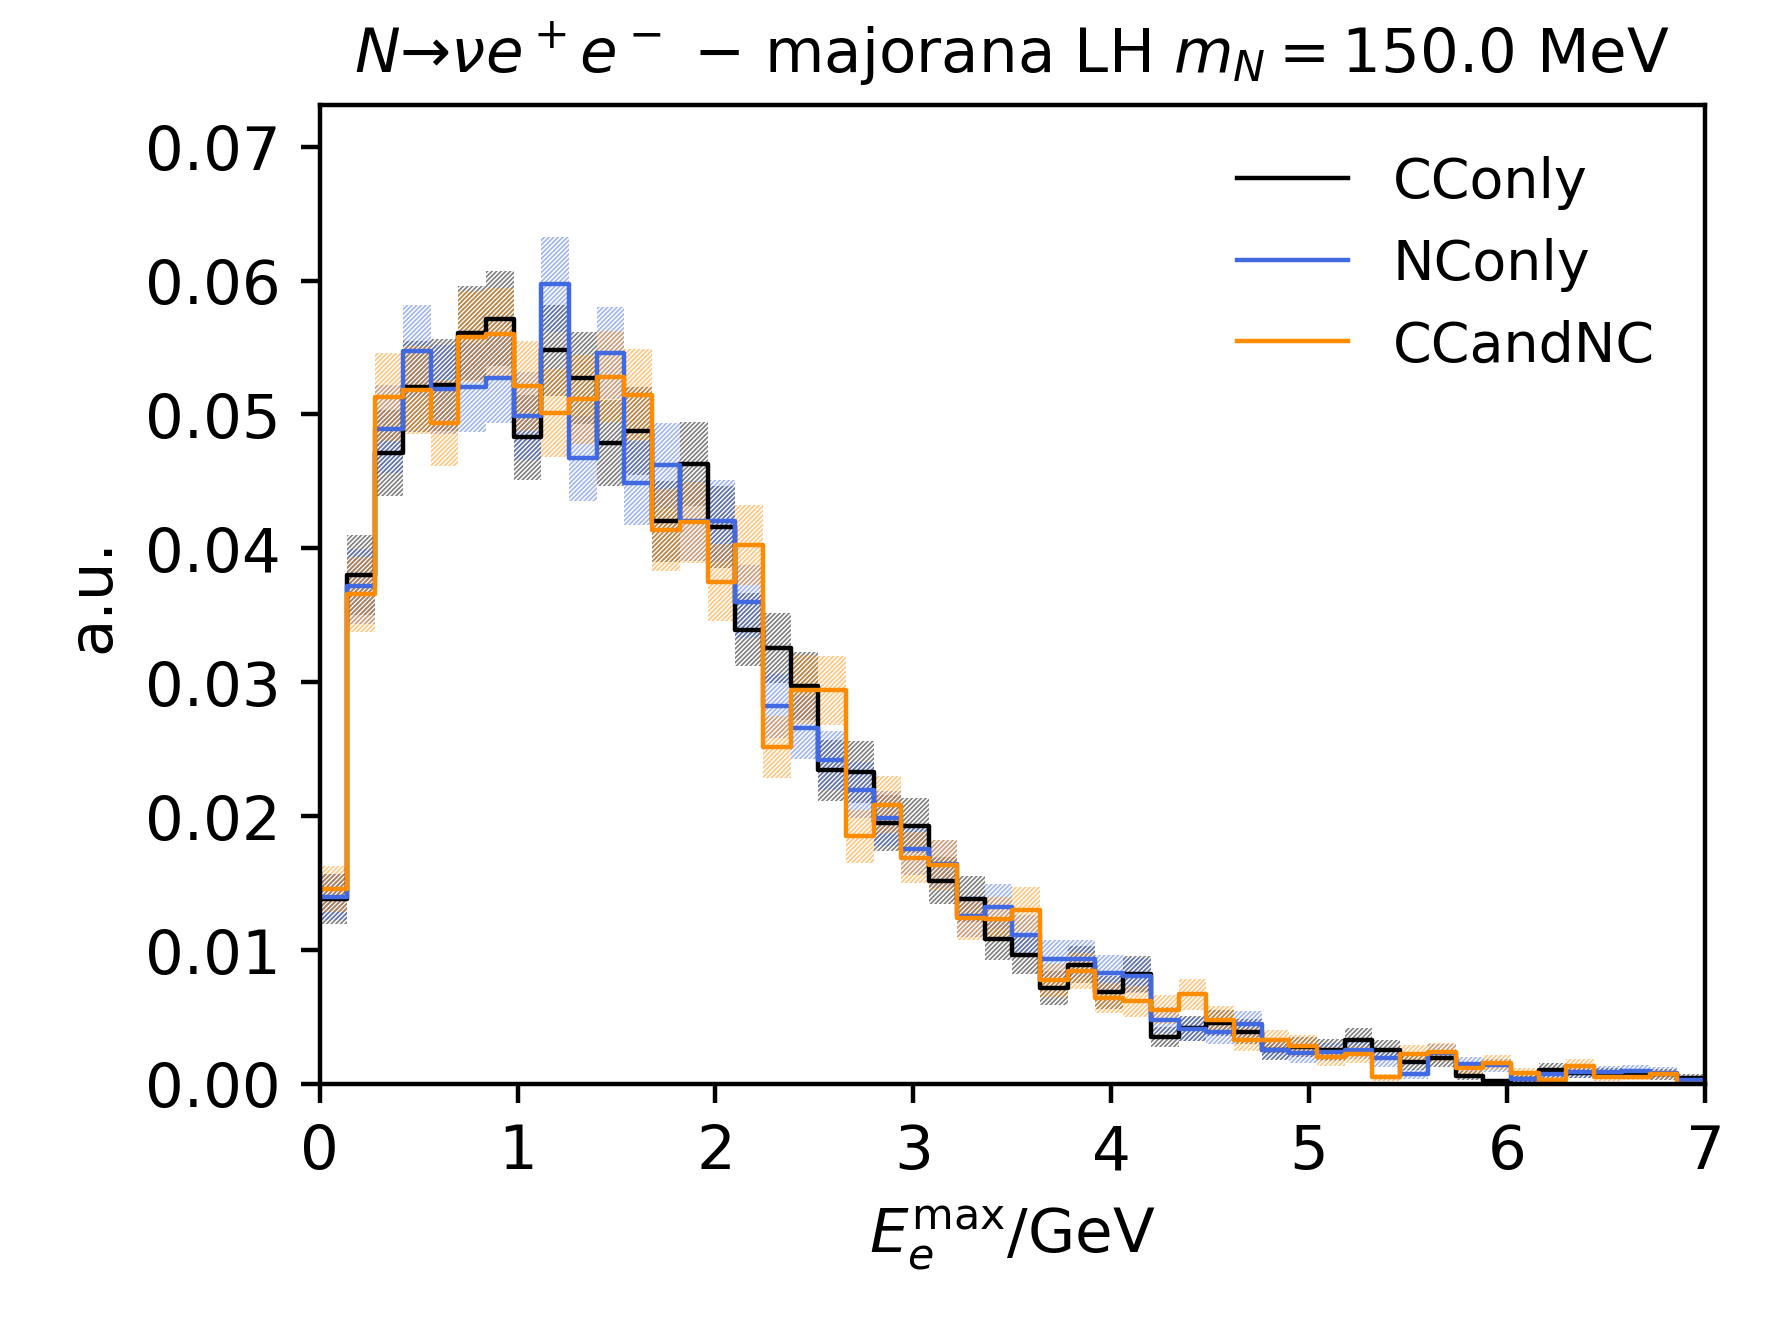 N→νe⁺e⁻ − majorana LH m_N = 150.0 MeV
0.07
0.06
0.05
0.04
0.03
0.02
0.01
0.00
a.u.
CConly
NConly
CCandNC
0 1 2 3 4 5 6 7
E_e^max/GeV